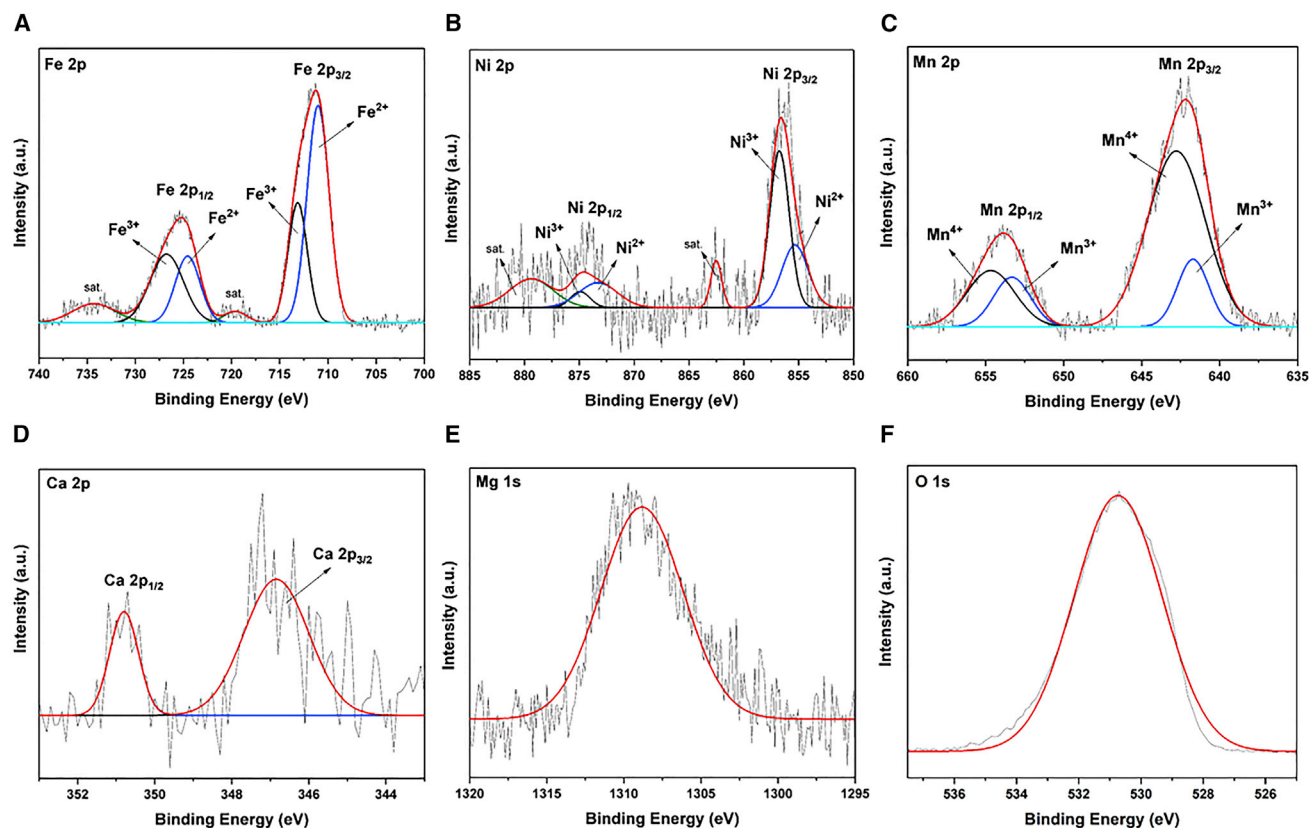 A
Fe 2p
Fe 2p3/2
Fe2+
Fe 2p1/2
Fe3+
Fe2+
Fe3+
sat.
sat.
Intensity (a.u.)
740 735 730 725 720 715 710 705 700
Binding Energy (eV)
B
Ni 2p
Ni 2p3/2
Ni3+
Ni2+
Ni 2p1/2
Ni3+
Ni2+
sat.
sat.
Intensity (a.u.)
885 880 875 870 865 860 855 850
Binding Energy (eV)
C
Mn 2p
Mn 2p3/2
Mn4+
Mn3+
Mn 2p1/2
Mn4+
Mn3+
Intensity (a.u.)
660 655 650 645 640 635
Binding Energy (eV)
D
Ca 2p
Ca 2p1/2
Ca 2p3/2
Intensity (a.u.)
352 350 348 346 344
Binding Energy (eV)
E
Mg 1s
Intensity (a.u.)
1320 1315 1310 1305 1300 1295
Binding Energy (eV)
F
O 1s
Intensity (a.u.)
536 534 532 530 528 526
Binding Energy (eV)